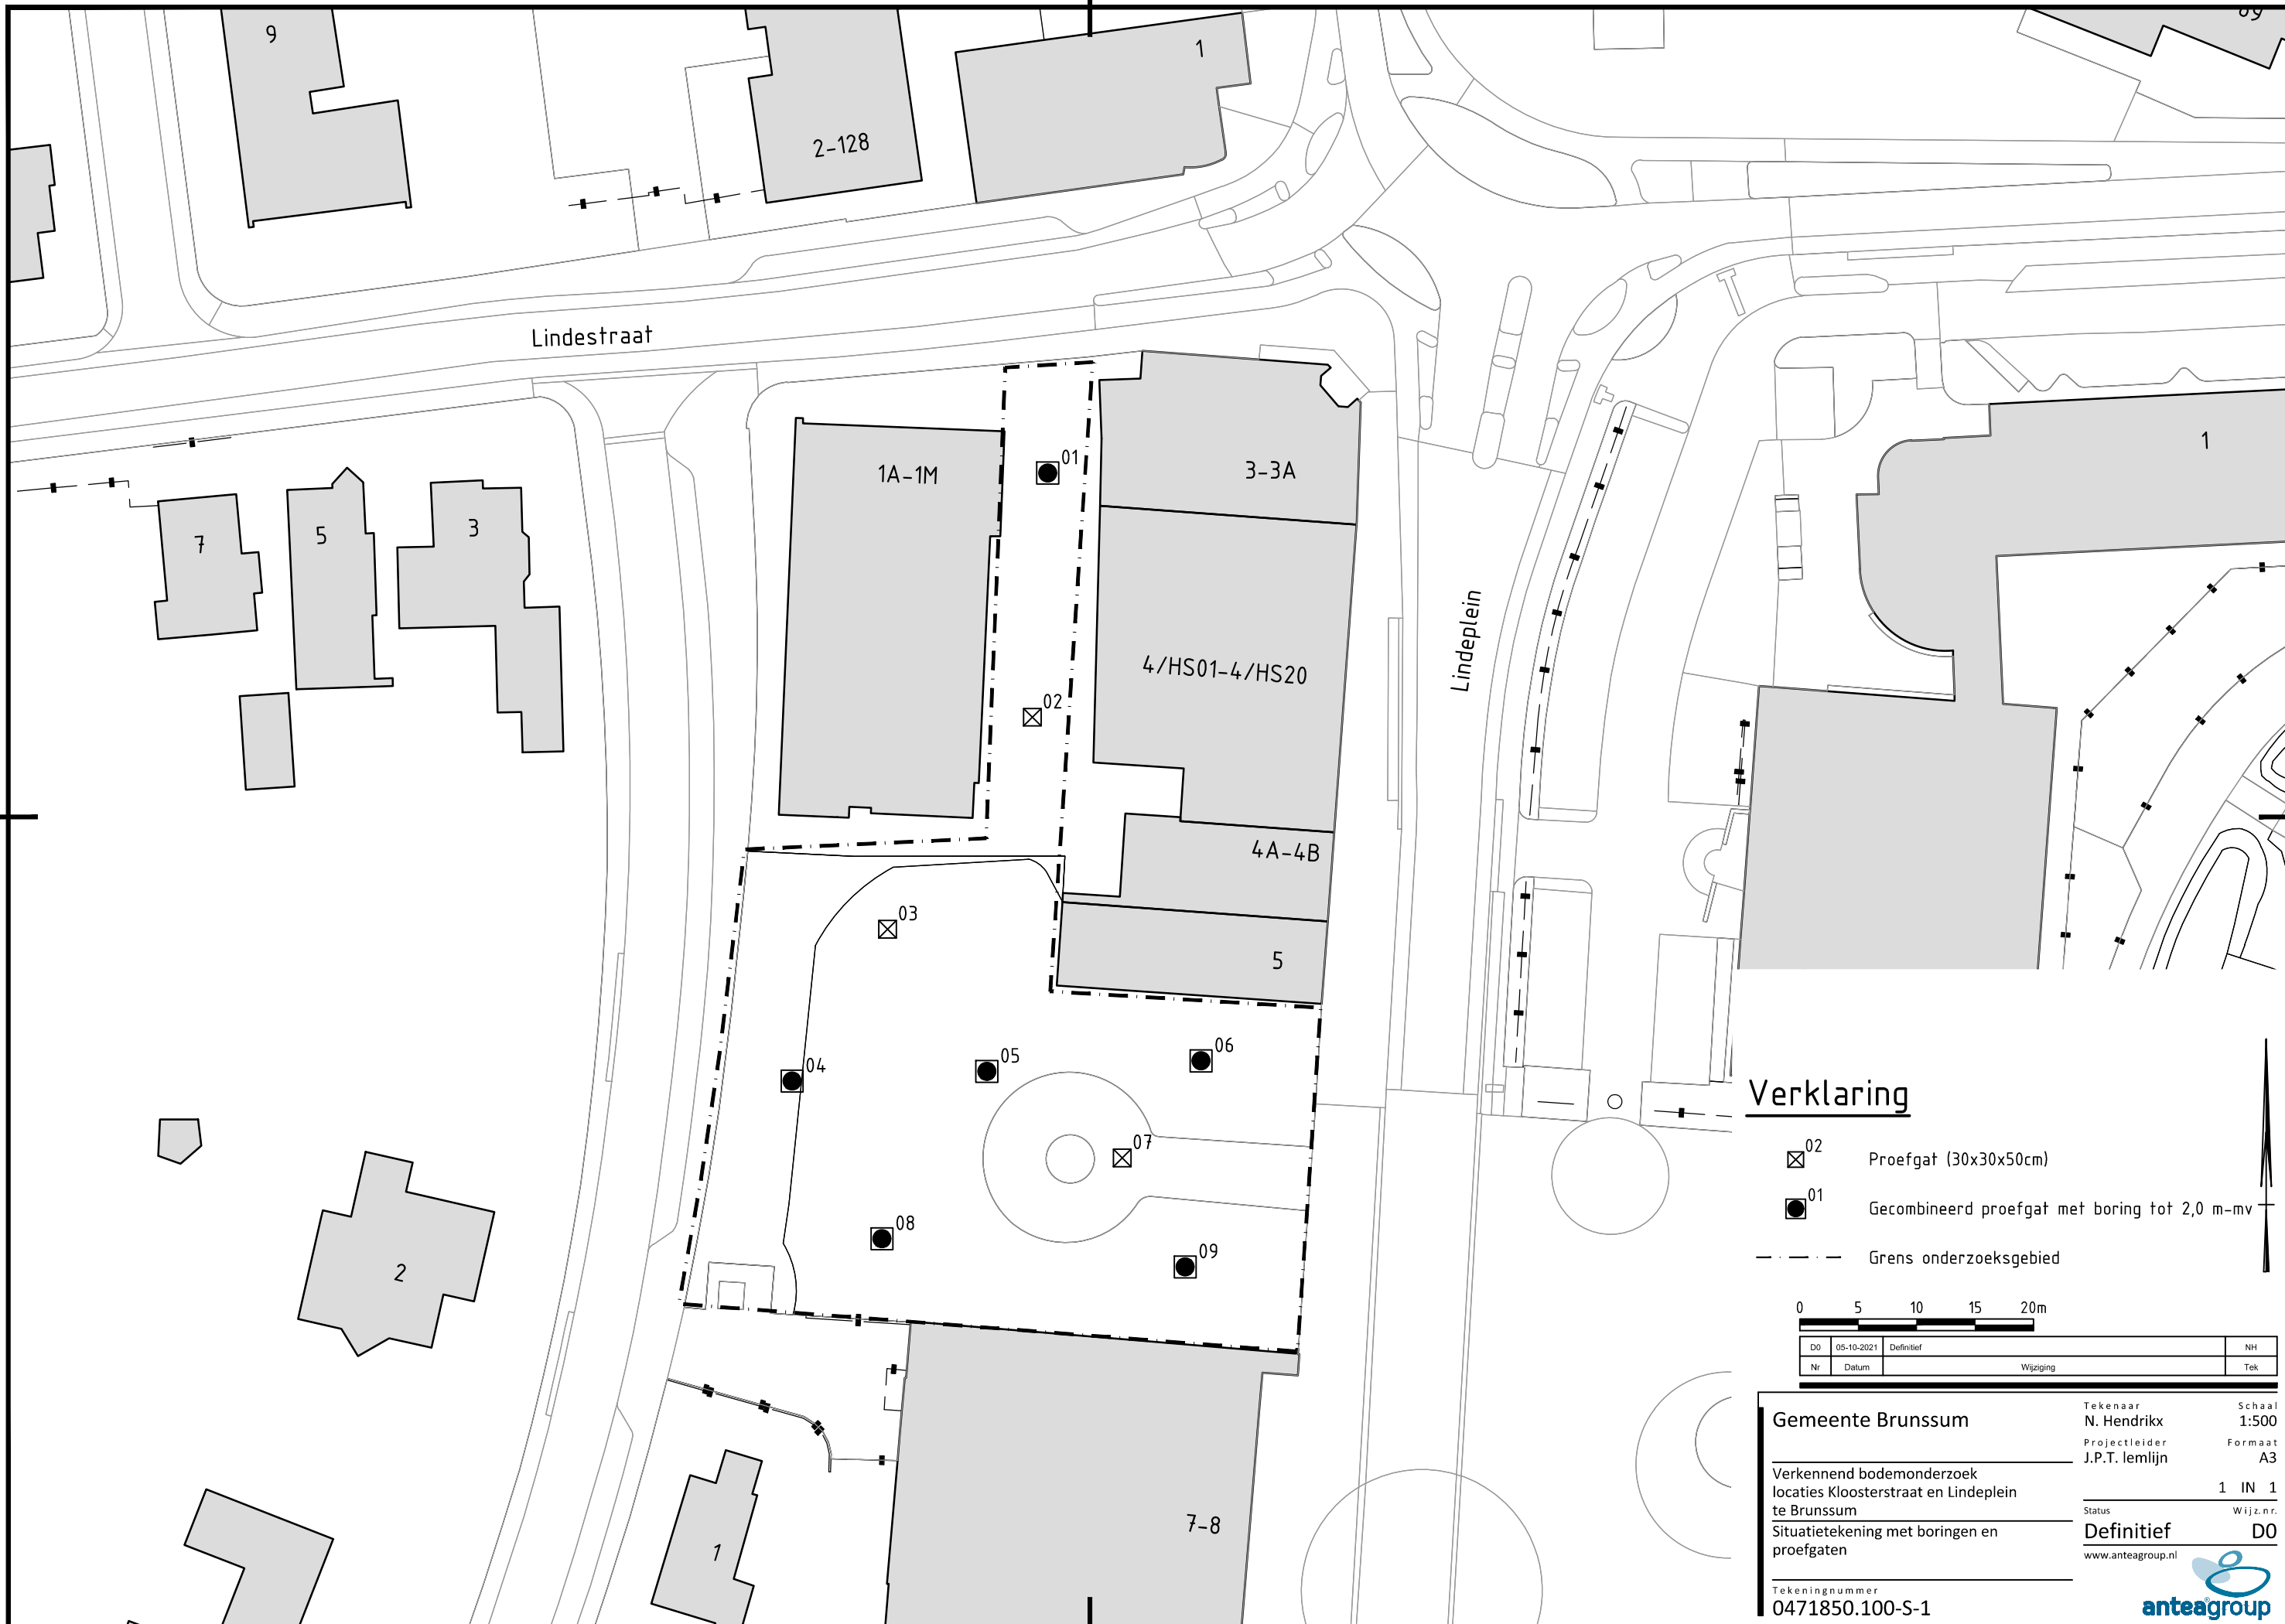 9
2-128
1
69
Lindestraat
7
5
3
1A-1M
01
3-3A
1
02
4/HS01-4/HS20
Lindeplein
4A-4B
03
5
04
05
06
07
08
09
2
1
7-8
Verklaring
02 Proefgat (30x30x50cm)
01 Gecombineerd proefgat met boring tot 2,0 m-mv
Grens onderzoeksgebied
0 5 10 15 20m
D0 05-10-2021 Definitief NH
Nr Datum Wijziging Tek
Gemeente Brunssum
Tekenaar Schaal
N. Hendrikx 1:500
Projectleider Formaat
J.P.T. lemlijn A3
Verkennend bodemonderzoek
locaties Kloosterstraat en Lindeplein
te Brunssum
1 IN 1
Status Wijz.nr.
Definitief D0
Situatietekening met boringen en
proefgaten
www.anteagroup.nl
Tekeningnummer
0471850.100-S-1
anteagroup